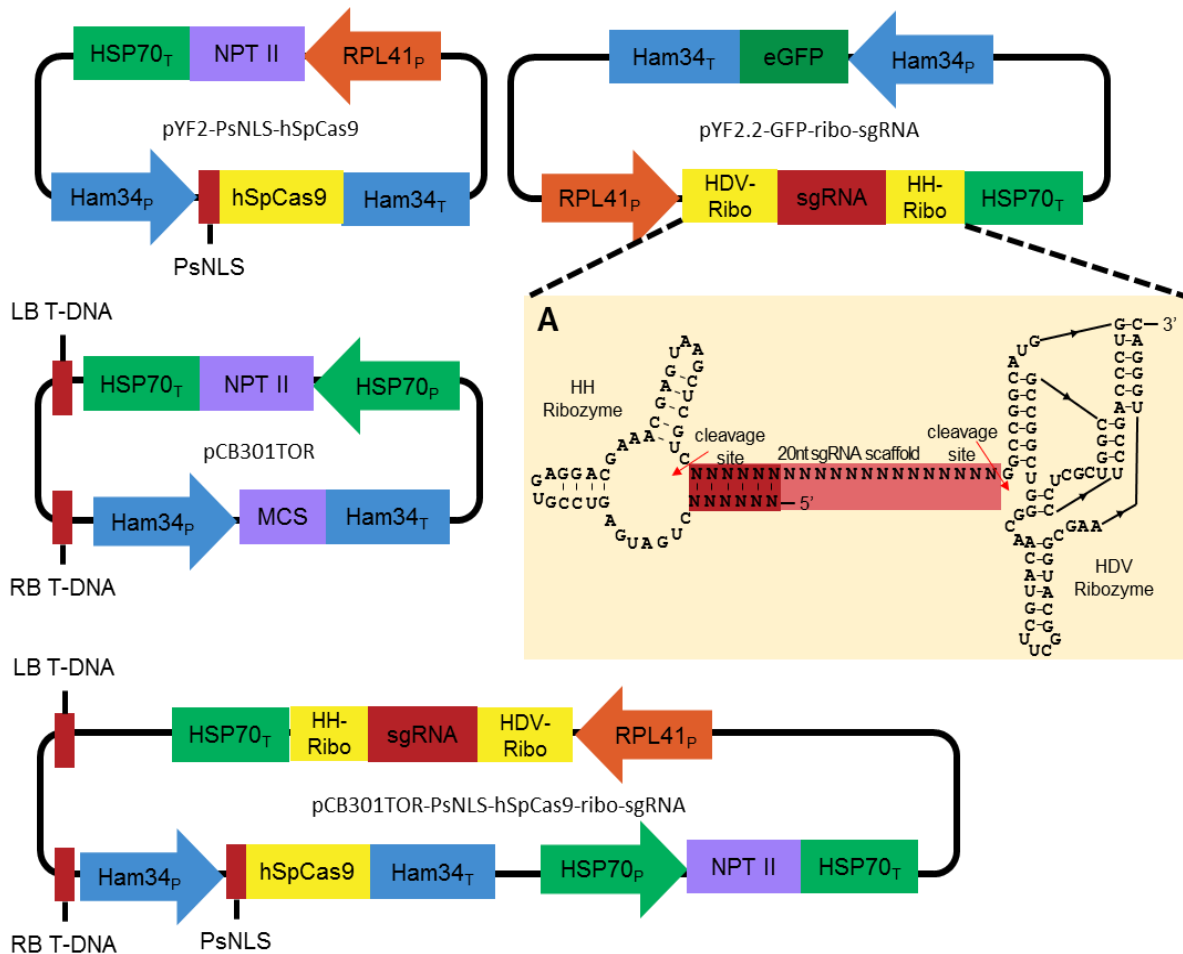 HSP70T NPT II RPL41P
pYF2-PsNLS-hSpCas9
Ham34P hSpCas9 Ham34T
PsNLS
Ham34T eGFP Ham34P
pYF2.2-GFP-ribo-sgRNA
RPL41P HDV-Ribo sgRNA HH-Ribo HSP70T
LB T-DNA
HSP70T NPT II HSP70P
pCB301TOR
Ham34P MCS Ham34T
RB T-DNA
A
HH
Ribozyme
cleavage
site
20nt sgRNA scaffold
cleavage
site
NNNNNN NNNNNNNNNNNNN
NNNNNN 5’
3’
HDV
Ribozyme
LB T-DNA
HSP70T HH-Ribo sgRNA HDV-Ribo RPL41P
pCB301TOR-PsNLS-hSpCas9-ribo-sgRNA
Ham34P hSpCas9 Ham34T HSP70P NPT II HSP70T
RB T-DNA
PsNLS